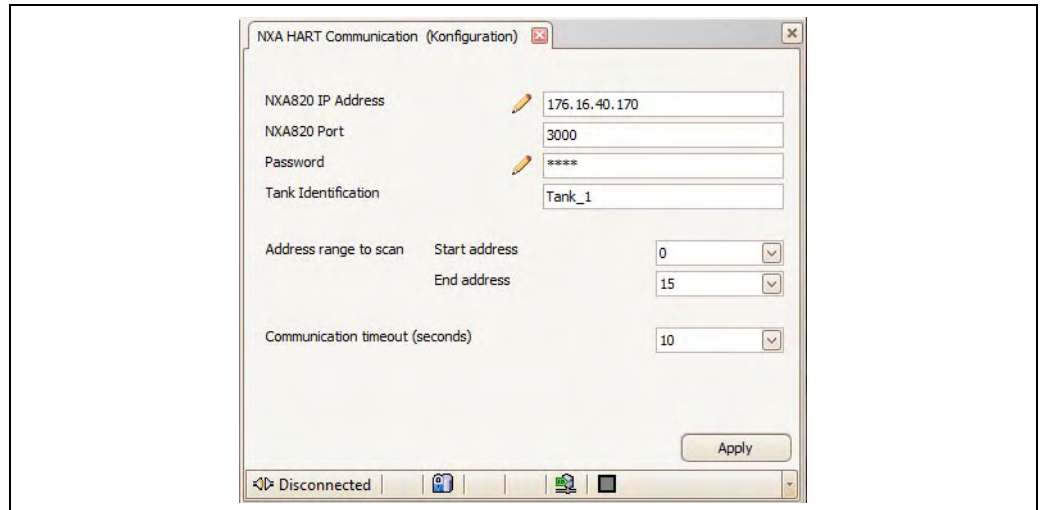 NXA HART Communication (Konfiguration)
NXA820 IP Address 176.16.40.170
NXA820 Port 3000
Password ****
Tank Identification Tank_1
Address range to scan Start address 0
End address 15
Communication timeout (seconds) 10
Apply
Disconnected